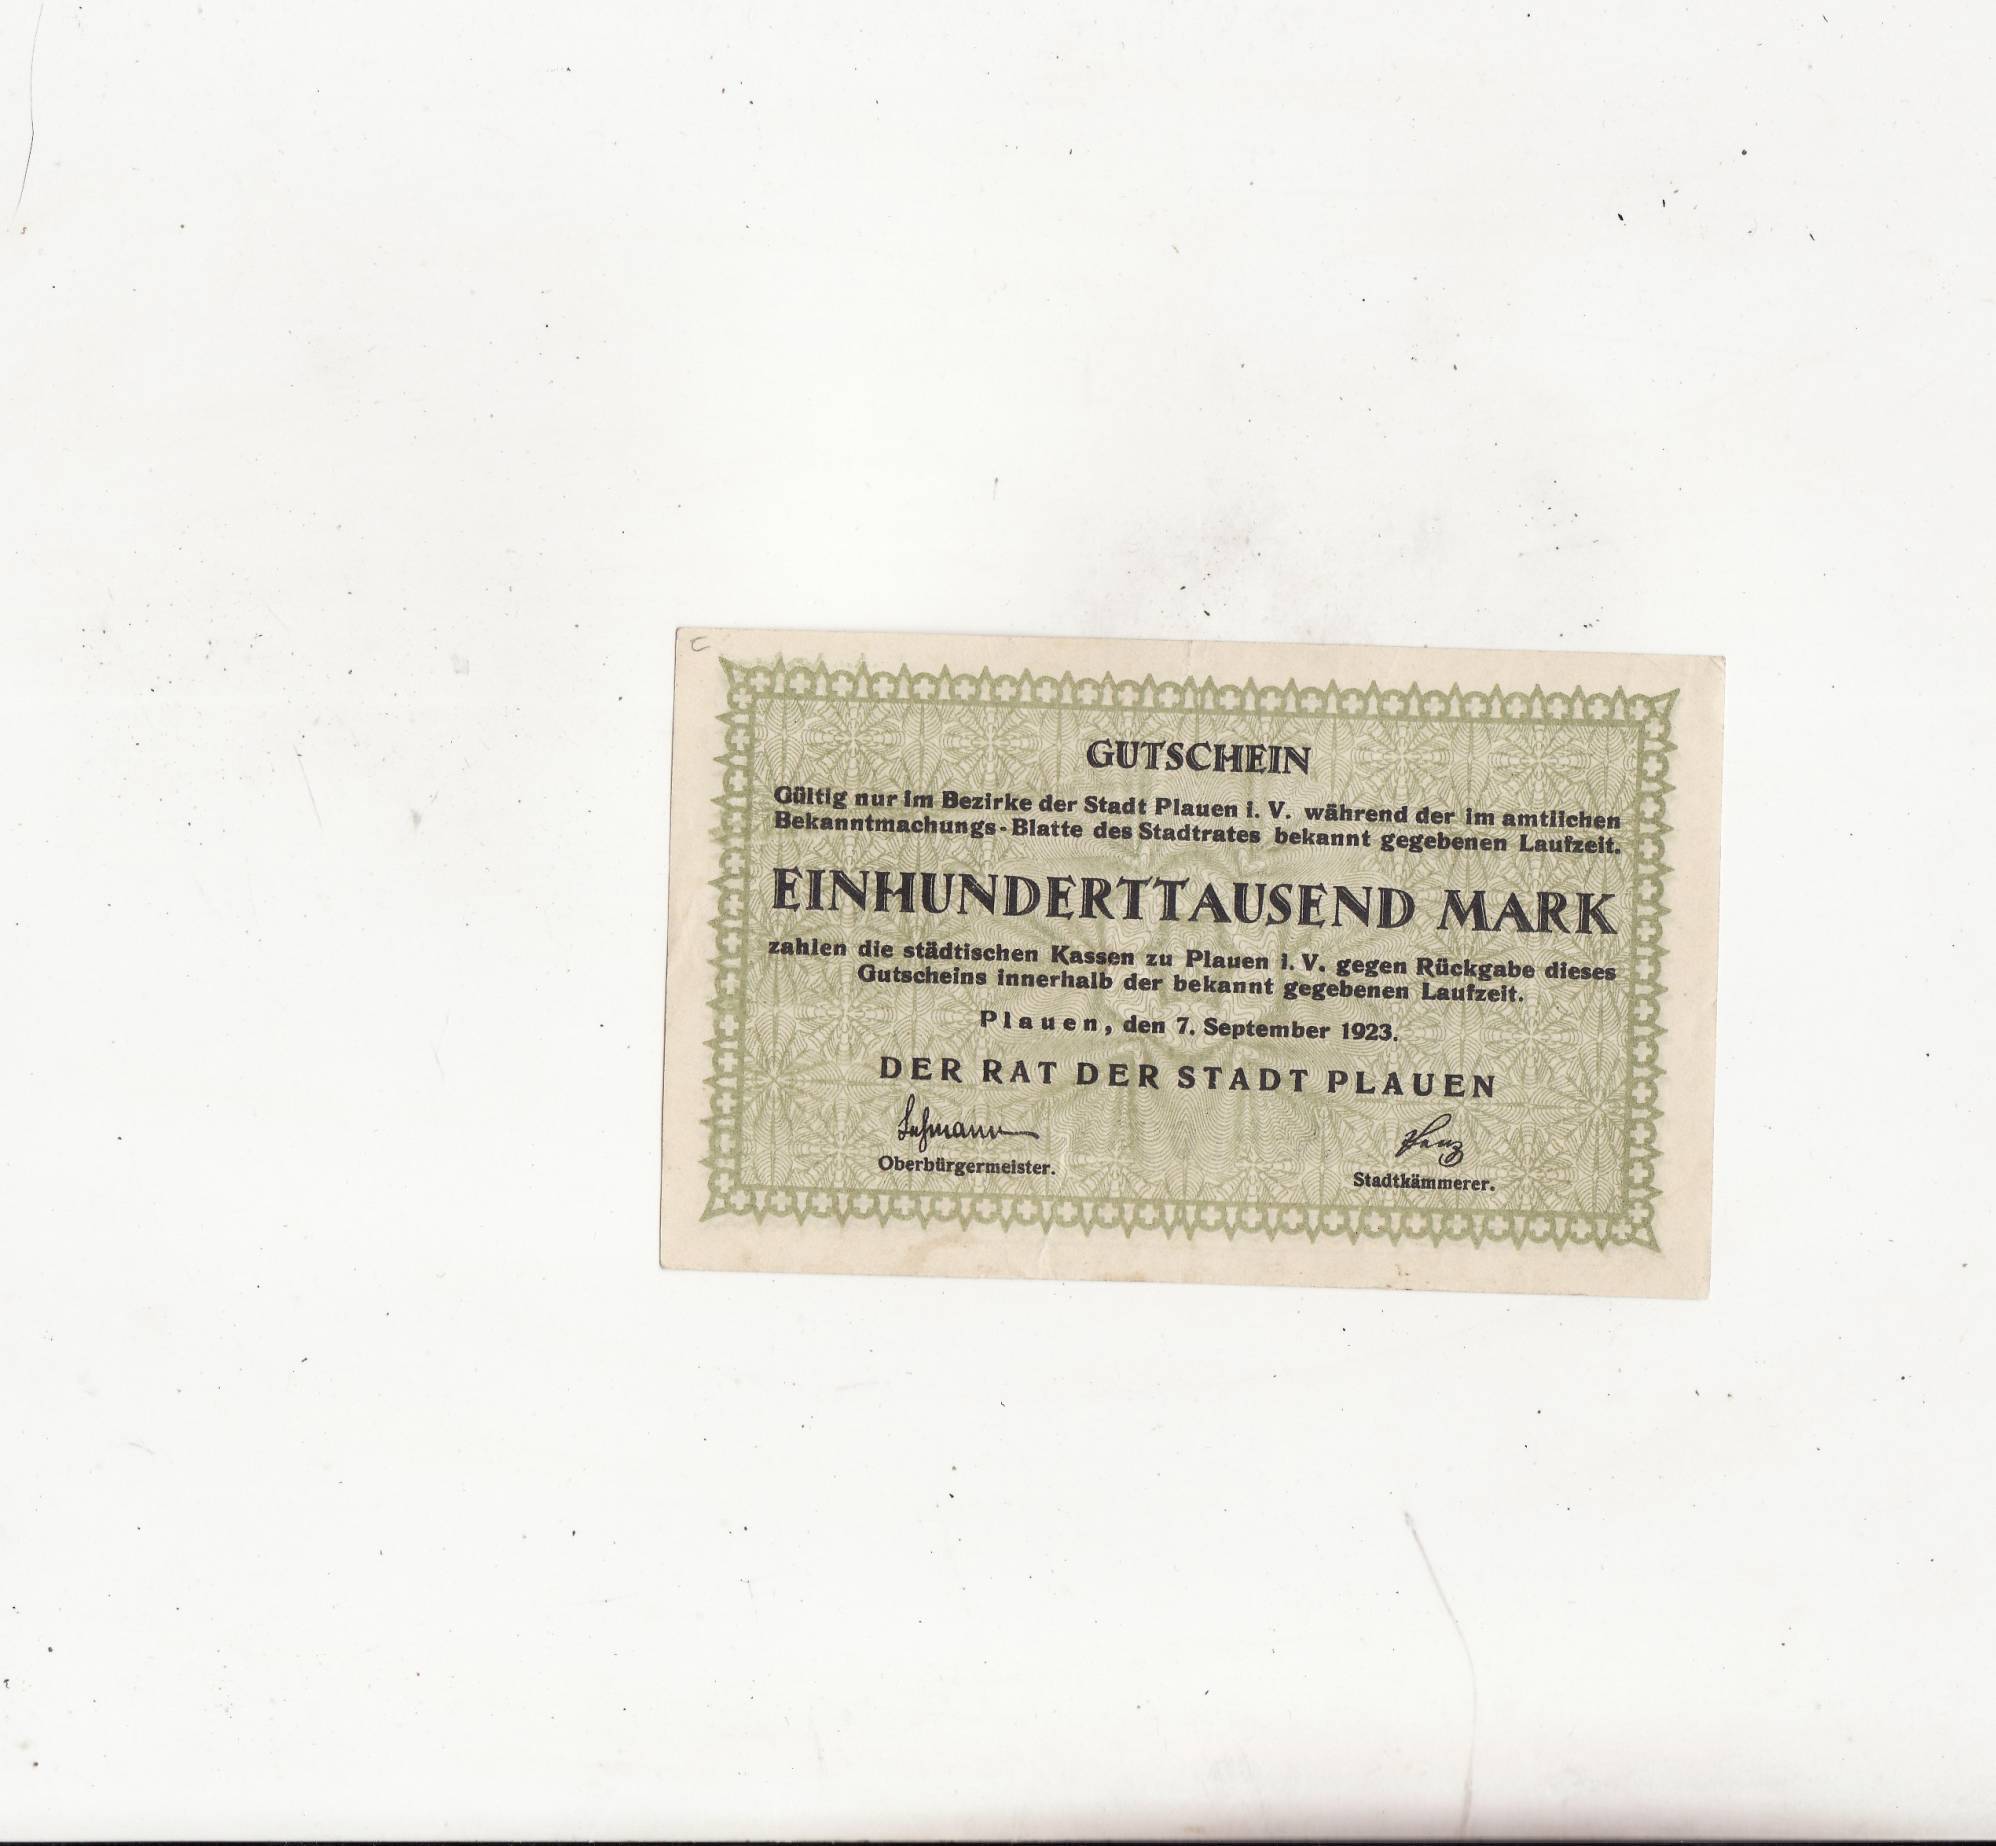 GUTSCHEIN
Gültig nur im Bezirke der Stadt Plauen i. V. während der im amtlichen
Bekanntmachungs-Blatte des Stadtrates bekannt gegebenen Laufzeit.
EINHUNDERTTAUSEND MARK
zahlen die städtischen Kassen zu Plauen i. V. gegen Rückgabe dieses
Gutscheins innerhalb der bekannt gegebenen Laufzeit.
Plauen, den 7. September 1923.
DER RAT DER STADT PLAUEN
Lehmann
Oberbürgermeister.
Stadtkämmerer.